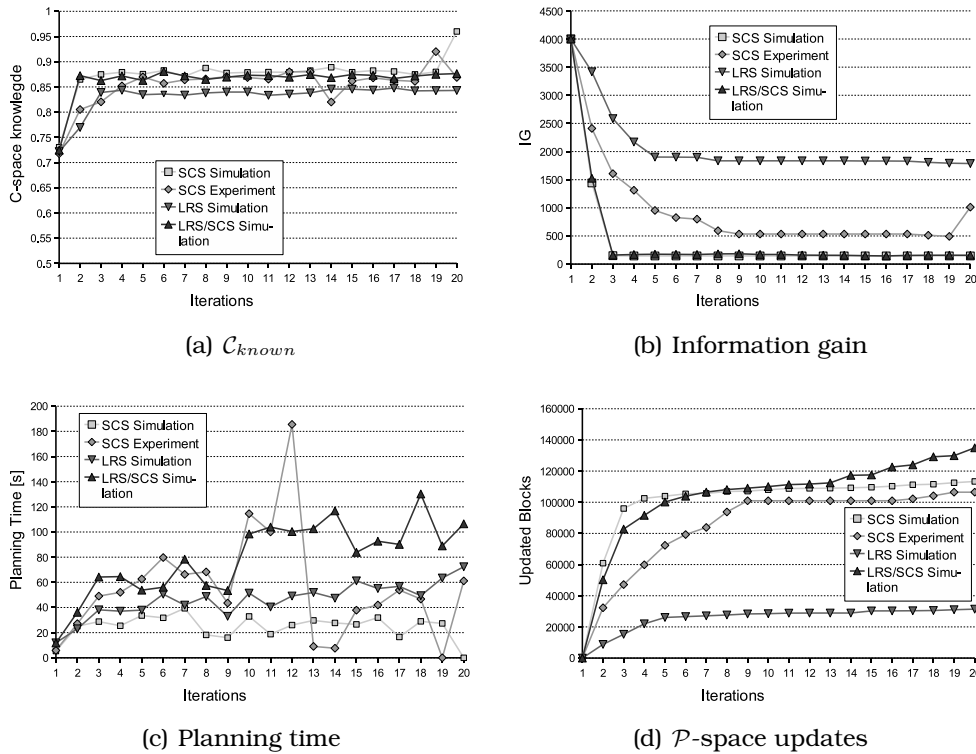 1
0.95
0.9
0.85
0.8
0.75
0.7
0.65
0.6
0.55
0.5
C-space knowlegde
SCS Simulation
SCS Experiment
LRS Simulation
LRS/SCS Simu-
lation
1 2 3 4 5 6 7 8 9 10 11 12 13 14 15 16 17 18 19 20
Iterations
(a) C_known
4500
4000
3500
3000
2500
2000
1500
1000
500
0
IG
SCS Simulation
SCS Experiment
LRS Simulation
LRS/SCS Simu-
lation
1 2 3 4 5 6 7 8 9 10 11 12 13 14 15 16 17 18 19 20
Iterations
(b) Information gain
200
180
160
140
120
100
80
60
40
20
0
Planning Time [s]
SCS Simulation
SCS Experiment
LRS Simulation
LRS/SCS Simu-
lation
1 2 3 4 5 6 7 8 9 10 11 12 13 14 15 16 17 18 19 20
Iterations
(c) Planning time
160000
140000
120000
100000
80000
60000
40000
20000
0
Updated Blocks
SCS Simulation
SCS Experiment
LRS Simulation
LRS/SCS Simu-
lation
1 2 3 4 5 6 7 8 9 10 11 12 13 14 15 16 17 18 19 20
Iterations
(d) P-space updates